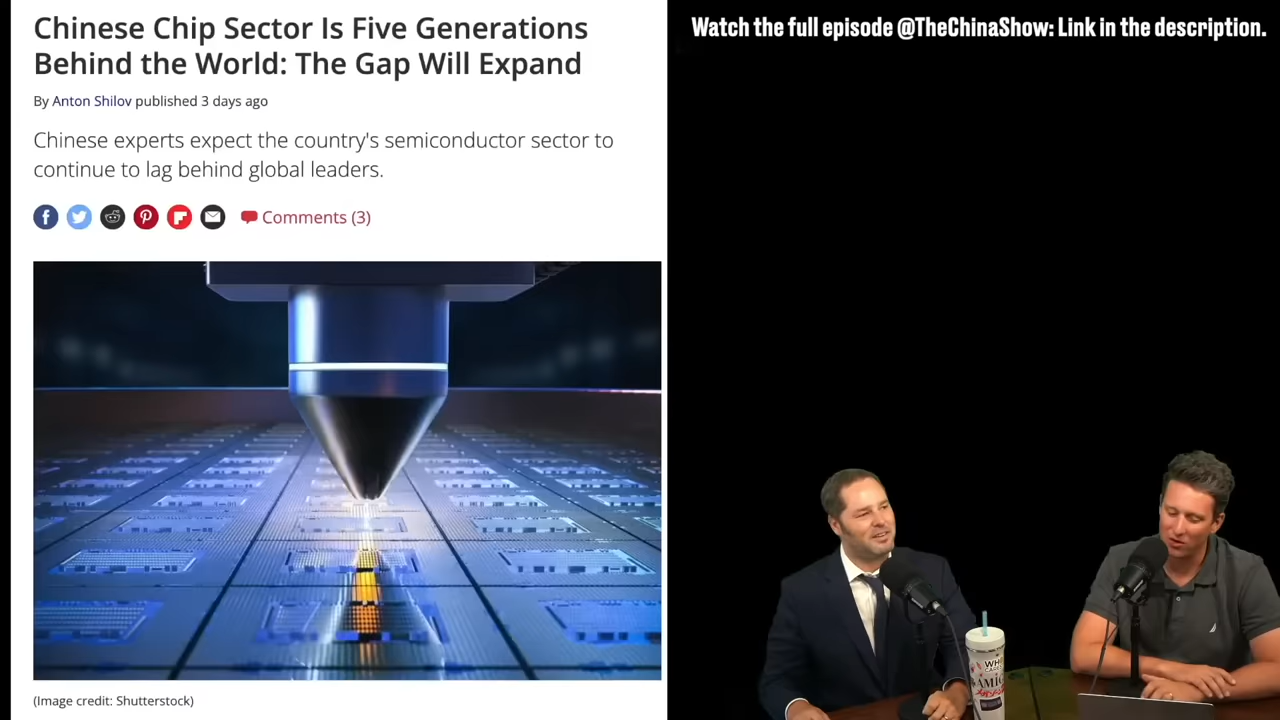 Chinese Chip Sector Is Five Generations
Behind the World: The Gap Will Expand
By Anton Shilov published 3 days ago
Chinese experts expect the country's semiconductor sector to
continue to lag behind global leaders.
Comments (3)
(Image credit: Shutterstock)
Watch the full episode @TheChinaShow: Link in the description.